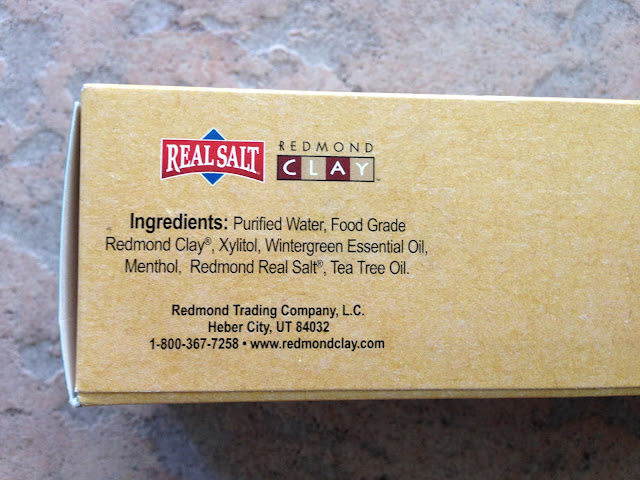 REAL SALT
REDMOND
CLAY™
Ingredients: Purified Water, Food Grade
Redmond Clay®, Xylitol, Wintergreen Essential Oil,
Menthol, Redmond Real Salt®, Tea Tree Oil.
Redmond Trading Company, L.C.
Heber City, UT 84032
1-800-367-7258 • www.redmondclay.com